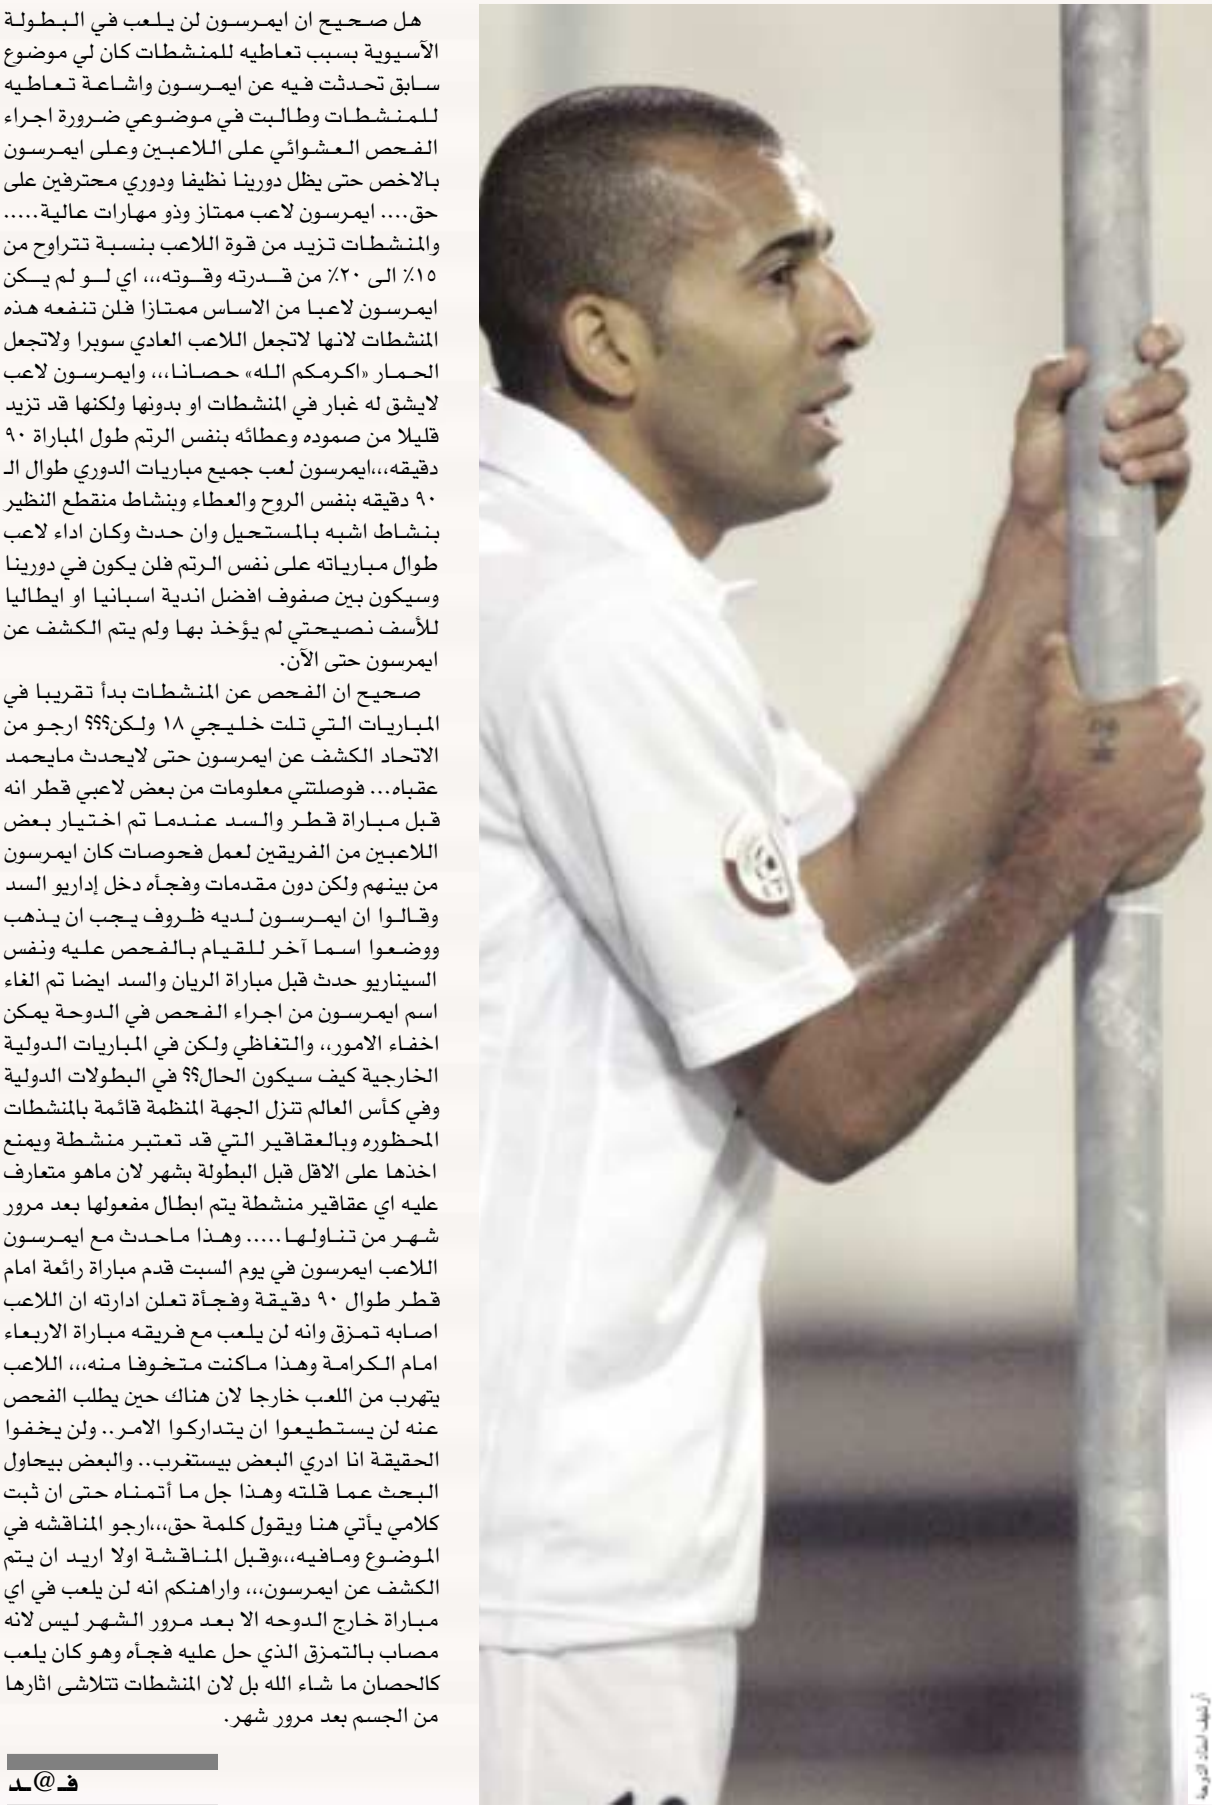 هل صحيح ان ايمرسون لن يلعب في البطولة
الآسيوية بسبب تعاطيه للمنشطات كان لي موضوع
سابق تحدثت فيه عن ايمرسون واشاعة تعاطيه
للمنشطات وطالبت في موضوعي ضرورة اجراء
الفحص العشوائي على اللاعبين وعلى ايمرسون
بالاخص حتى يظل دورينا نظيفا ودوري محترفين على
حق.... ايمرسون لاعب ممتاز وذو مهارات عالية.....
والمنشطات تزيد من قوة اللاعب بنسبة تتراوح من
١٥٪ الى ٢٠٪ من قدرته وقوته،،، اي لو لم يكن
ايمرسون لاعبا من الاساس ممتازا فلن تنفعه هذه
المنشطات لانها لاتجعل اللاعب العادي سوبرا ولاتجعل
الحمار «اكرمكم الله» حصانا،،، وايمرسون لاعب
لايشق له غبار في المنشطات او بدونها ولكنها قد تزيد
قليلا من صموده وعطائه بنفس الرتم طول المباراة ٩٠
دقيقه،،،ايمرسون لعب جميع مباريات الدوري طوال الـ
٩٠ دقيقه بنفس الروح والعطاء وبنشاط منقطع النظير
بنشاط اشبه بالمستحيل وان حدث وكان اداء لاعب
طوال مبارياته على نفس الرتم فلن يكون في دورينا
وسيكون بين صفوف افضل اندية اسبانيا او ايطاليا
للأسف نصيحتي لم يؤخذ بها ولم يتم الكشف عن
ايمرسون حتى الآن.
صحيح ان الفحص عن المنشطات بدأ تقريبا في
المباريات التي تلت خليجي ١٨ ولكن؟؟؟ ارجو من
الاتحاد الكشف عن ايمرسون حتى لايحدث مايحمد
عقباه... فوصلتني معلومات من بعض لاعبي قطر انه
قبل مباراة قطر والسد عندما تم اختيار بعض
اللاعبين من الفريقين لعمل فحوصات كان ايمرسون
من بينهم ولكن دون مقدمات وفجأه دخل إداريو السد
وقالوا ان ايمرسون لديه ظروف يجب ان يذهب
ووضعوا اسما آخر للقيام بالفحص عليه ونفس
السيناريو حدث قبل مباراة الريان والسد ايضا تم الغاء
اسم ايمرسون من اجراء الفحص في الدوحة يمكن
اخفاء الامور،، والتغاظي ولكن في المباريات الدولية
الخارجية كيف سيكون الحال؟؟ في البطولات الدولية
وفي كأس العالم تنزل الجهة المنظمة قائمة بالمنشطات
المحظوره وبالعقاقير التي قد تعتبر منشطة ويمنع
اخذها على الاقل قبل البطولة بشهر لان ماهو متعارف
عليه اي عقاقير منشطة يتم ابطال مفعولها بعد مرور
شهر من تناولها..... وهذا ماحدث مع ايمرسون
اللاعب ايمرسون في يوم السبت قدم مباراة رائعة امام
قطر طوال ٩٠ دقيقة وفجأة تعلن ادارته ان اللاعب
اصابه تمزق وانه لن يلعب مع فريقه مباراة الاربعاء
امام الكرامة وهذا ماكنت متخوفا منه،،، اللاعب
يتهرب من اللعب خارجا لان هناك حين يطلب الفحص
عنه لن يستطيعوا ان يتداركوا الامر.. ولن يخفوا
الحقيقة انا ادري البعض بيستغرب.. والبعض بيحاول
البحث عما قلته وهذا جل ما أتمناه حتى ان ثبت
كلامي يأتي هنا ويقول كلمة حق،،،ارجو المناقشه في
الموضوع ومافيه،،،وقبل المناقشة اولا اريد ان يتم
الكشف عن ايمرسون،،، واراهنكم انه لن يلعب في اي
مباراة خارج الدوحه الا بعد مرور الشهر ليس لانه
مصاب بالتمزق الذي حل عليه فجأه وهو كان يلعب
كالحصان ما شاء الله بل لان المنشطات تتلاشى اثارها
من الجسم بعد مرور شهر.
فـ@ـد
أرشيف استاد الدوحة